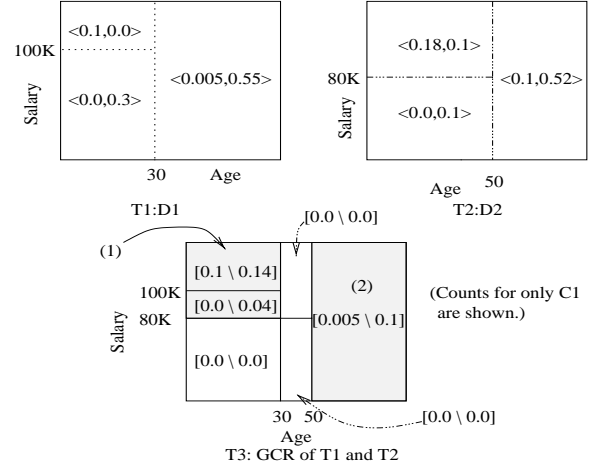 <0.1,0.0>
<0.18,0.1>
100K
80K
<0.005,0.55>
<0.1,0.52>
Salary
<0.0,0.3>
Salary
<0.0,0.1>
30
Age
Age
50
T1:D1
T2:D2
[0.0 \ 0.0]
(1)
[0.1 \ 0.14]
(2)
100K
[0.0 \ 0.04]
(Counts for only C1
are shown.)
80K
[0.005 \ 0.1]
Salary
[0.0 \ 0.0]
30
50
[0.0 \ 0.0]
Age
T3: GCR of T1 and T2